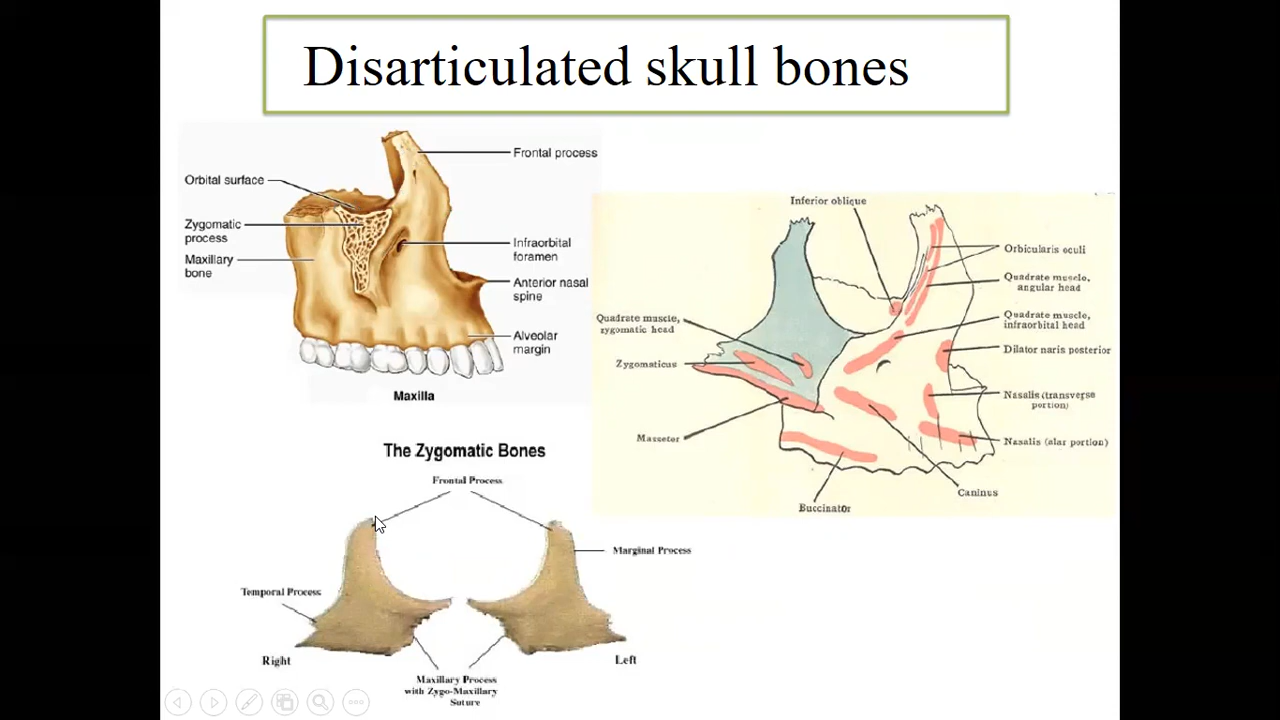 Disarticulated skull bones
Frontal process
Orbital surface
Zygomatic
process
Maxillary
bone
Infraorbital
foramen
Anterior nasal
spine
Alveolar
margin
Maxilla
Inferior oblique
Orbicularis oculi
Quadrate muscle,
angular head
Quadrate muscle,
infraorbital head
Quadrate muscle,
zygomatic head
Dilator naris posterior
Zygomaticus
Nasalis (transverse
portion)
Masseter
Nasalis (alar portion)
Caninus
Buccinator
The Zygomatic Bones
Frontal Process
Marginal Process
Temporal Process
Right
Left
Maxillary Process
with Zygo-Maxillary
Suture